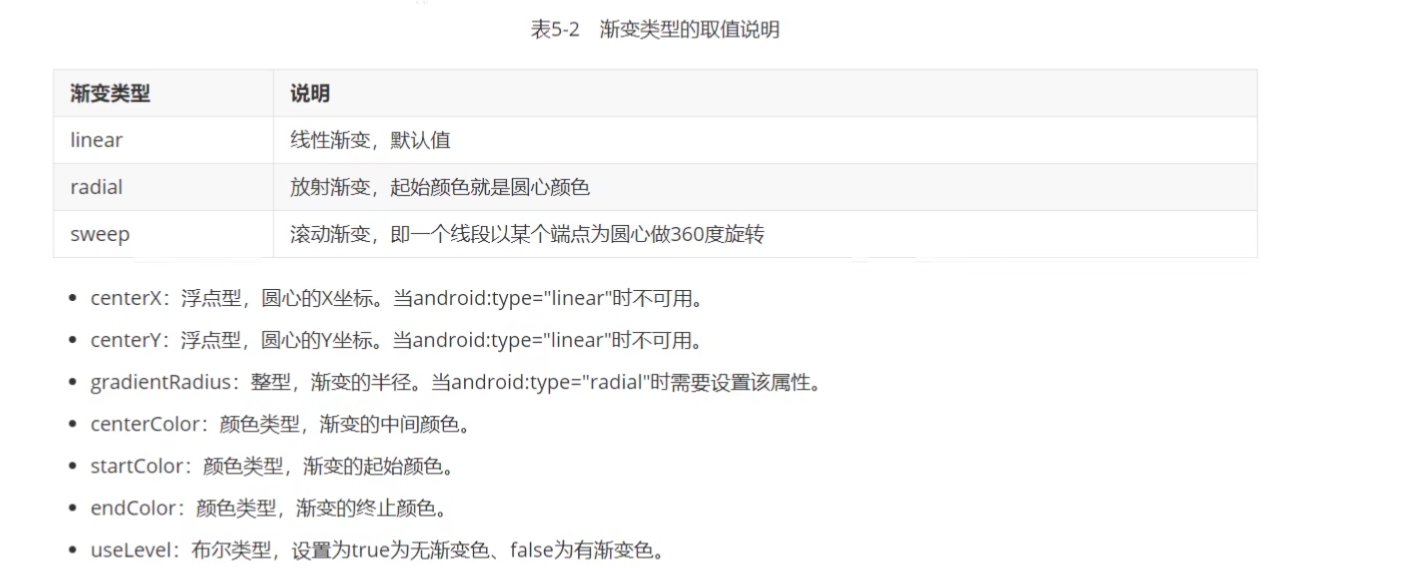 表5-2 渐变类型的取值说明
渐变类型 说明
linear 线性渐变，默认值
radial 放射渐变，起始颜色就是圆心颜色
sweep 滚动渐变，即一个线段以某个端点为圆心做360度旋转
• centerX：浮点型，圆心的X坐标。当android:type="linear"时不可用。
• centerY：浮点型，圆心的Y坐标。当android:type="linear"时不可用。
• gradientRadius：整型，渐变的半径。当android:type="radial"时需要设置该属性。
• centerColor：颜色类型，渐变的中间颜色。
• startColor：颜色类型，渐变的起始颜色。
• endColor：颜色类型，渐变的终止颜色。
• useLevel：布尔类型，设置为true为无渐变色、false为有渐变色。